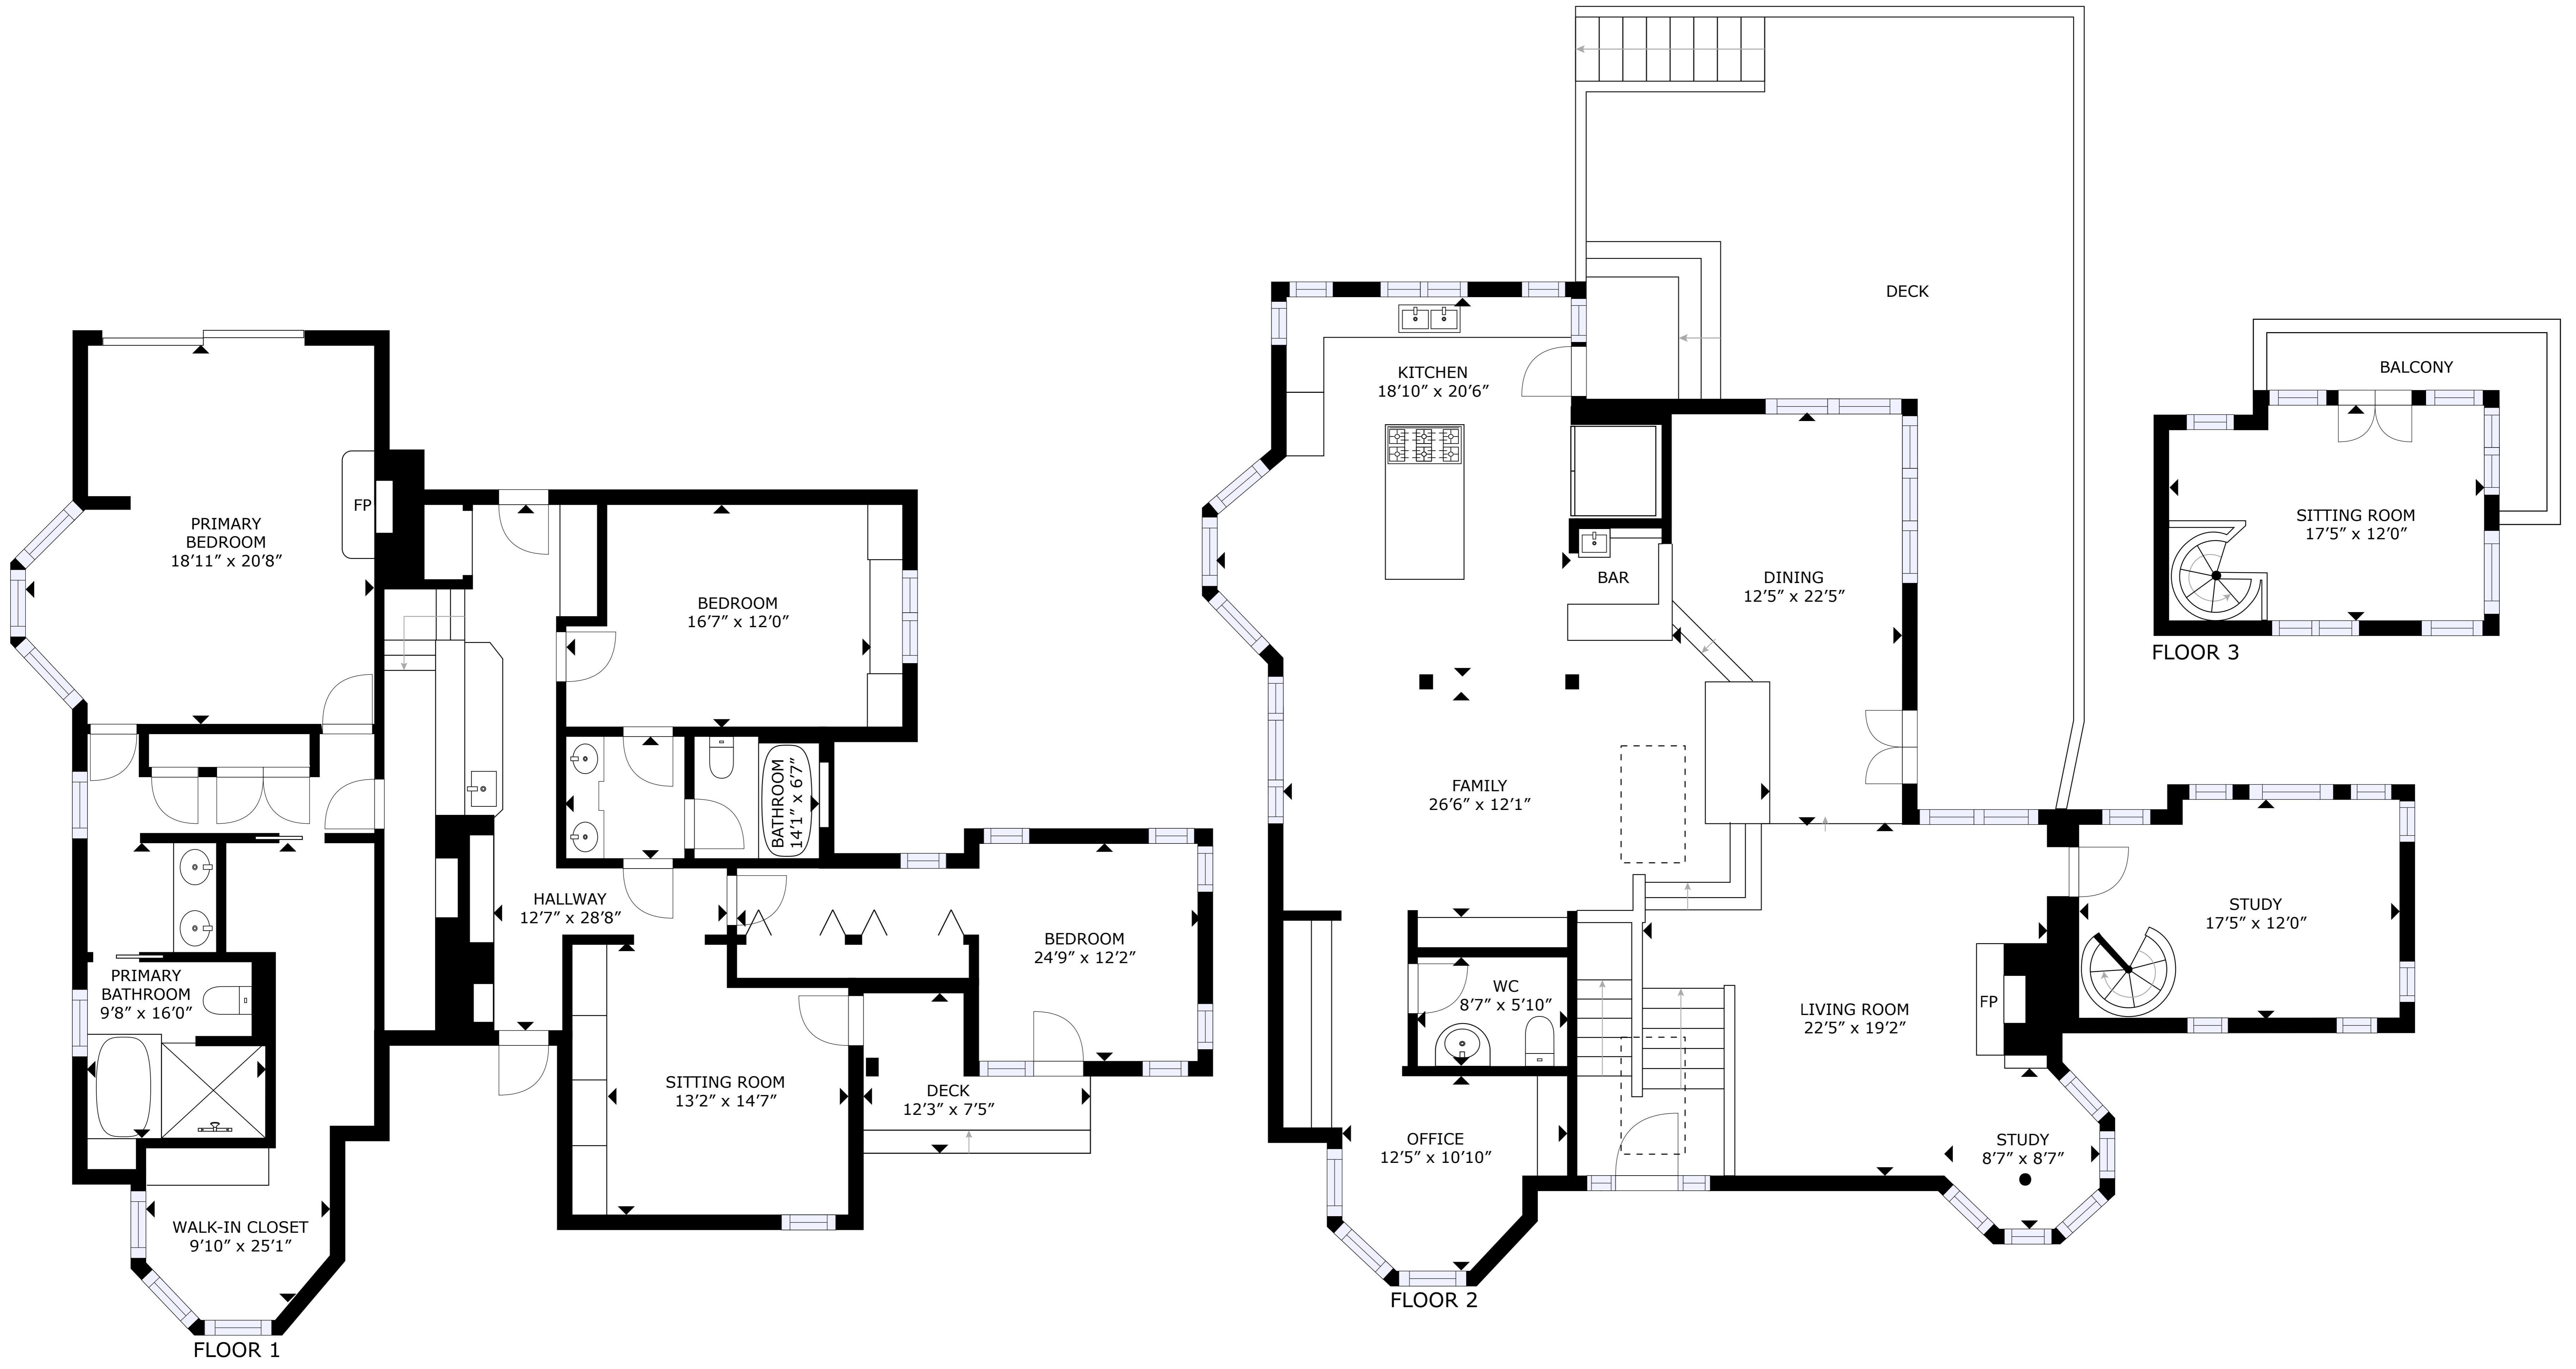 PRIMARY
BEDROOM
18'11" x 20'8"
FP
BEDROOM
16'7" x 12'0"
BATHROOM
14'1" x 6'7"
HALLWAY
12'7" x 28'8"
BEDROOM
24'9" x 12'2"
PRIMARY
BATHROOM
9'8" x 16'0"
SITTING ROOM
13'2" x 14'7"
DECK
12'3" x 7'5"
WALK-IN CLOSET
9'10" x 25'1"
FLOOR 1
DECK
KITCHEN
18'10" x 20'6"
BAR
DINING
12'5" x 22'5"
FAMILY
26'6" x 12'1"
STUDY
17'5" x 12'0"
WC
8'7" x 5'10"
LIVING ROOM
22'5" x 19'2"
FP
OFFICE
12'5" x 10'10"
STUDY
8'7" x 8'7"
FLOOR 2
BALCONY
SITTING ROOM
17'5" x 12'0"
FLOOR 3